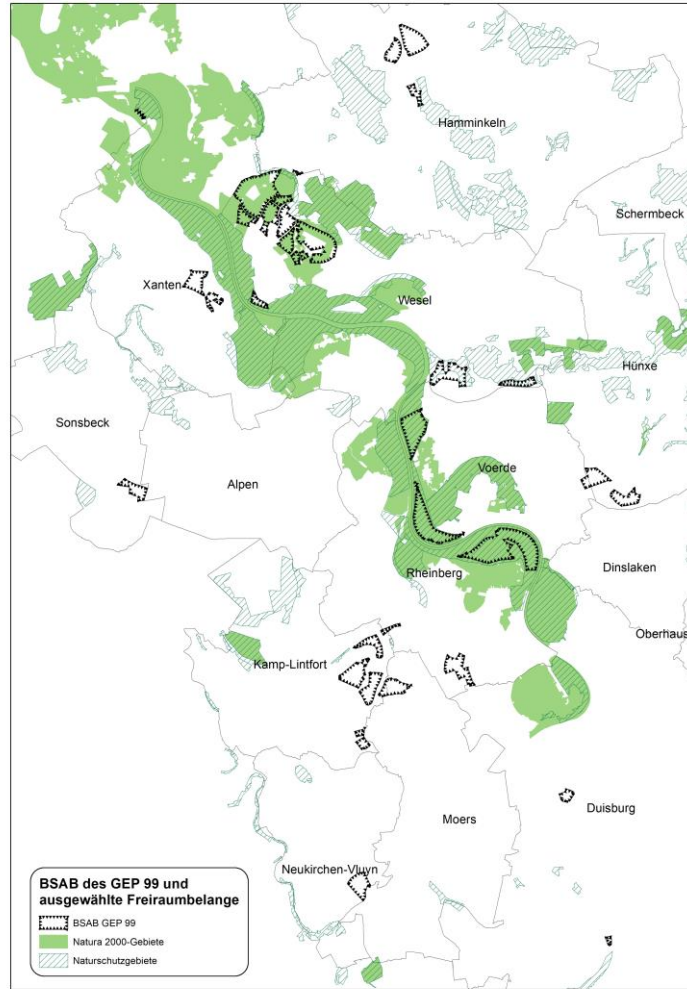 Hamminkeln
Schermbeck
Xanten
Wesel
Hünxe
Sonsbeck
Alpen
Voerde
Rheinberg
Dinslaken
Oberhaus
Kamp-Lintfort
Duisburg
Moers
Neukirchen-Vluyn
BSAB des GEP 99 und
ausgewählte Freiraumbelange
BSAB GEP 99
Natura 2000-Gebiete
Naturschutzgebiete